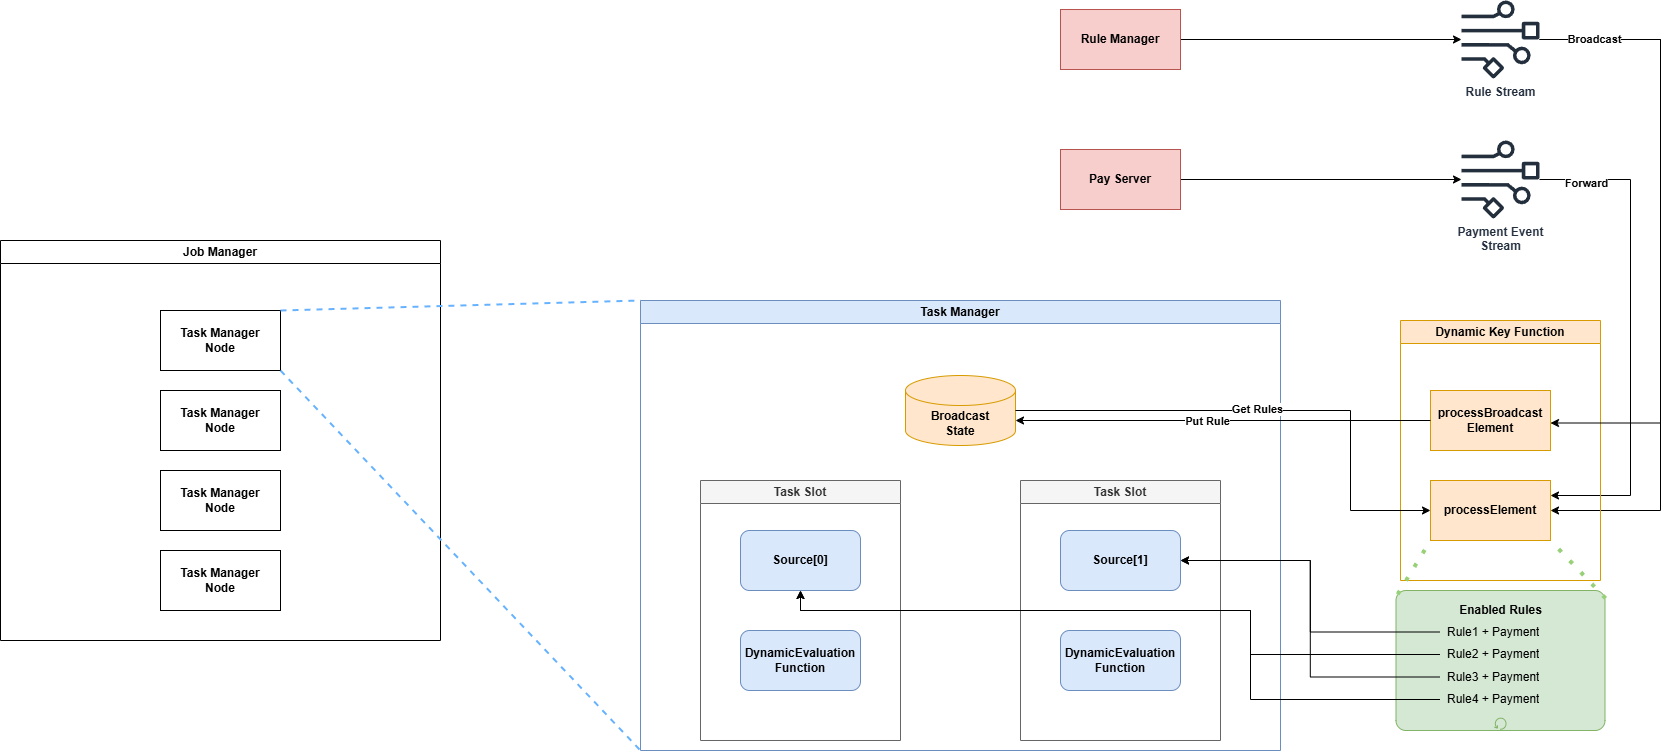 Rule Manager
Broadcast
Rule Stream
Pay Server
Forward
Payment Event
Stream
Job Manager
Task Manager
Node
Task Manager
Node
Task Manager
Node
Task Manager
Node
Task Manager
Broadcast
State
Get Rules
Put Rule
Task Slot
Source[0]
DynamicEvaluation
Function
Task Slot
Source[1]
DynamicEvaluation
Function
Dynamic Key Function
processBroadcast
Element
processElement
Enabled Rules
Rule1 + Payment
Rule2 + Payment
Rule3 + Payment
Rule4 + Payment